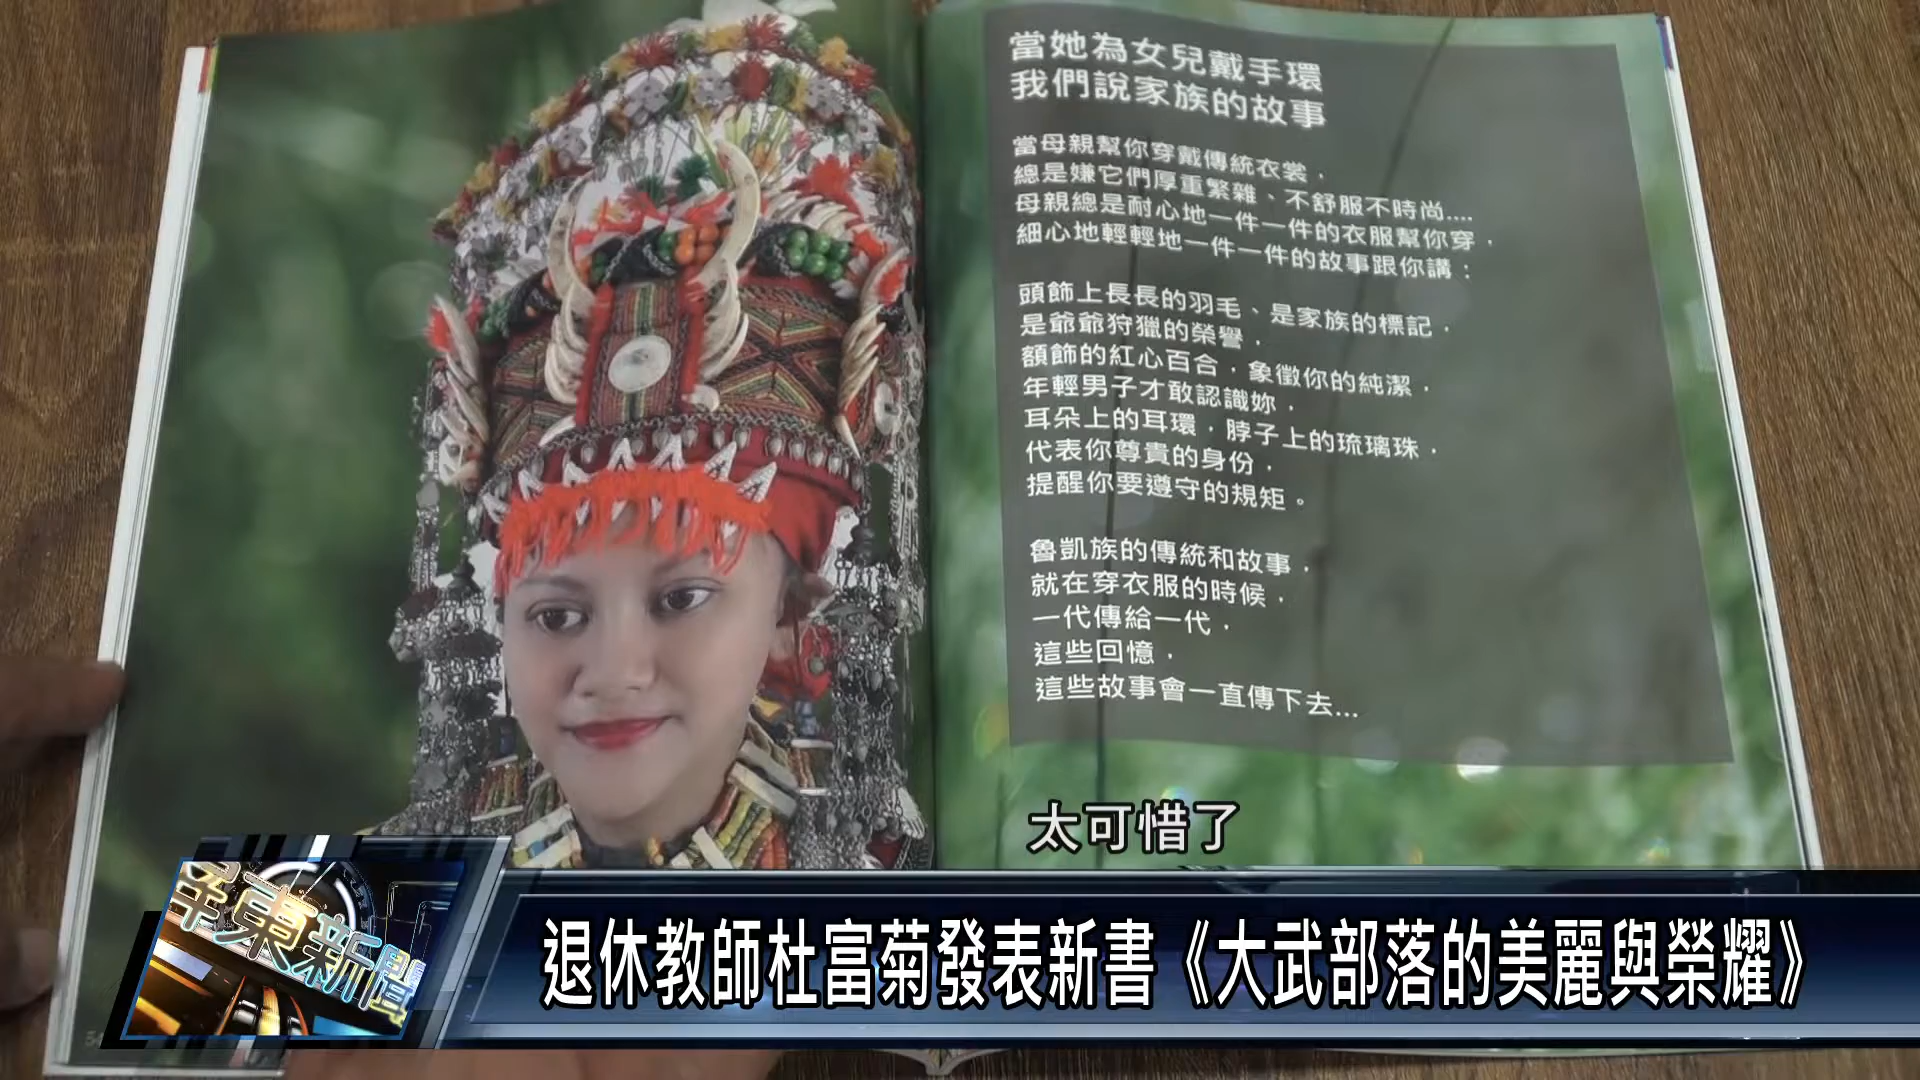 當她為女兒戴手環
我們說家族的故事
當母親幫你穿戴傳統衣裳，
總是嫌它們厚重繁雜、不舒服不時尚....
母親總是耐心地一件一件的衣服幫你穿，
細心地輕輕地一件一件的故事跟你講：
頭飾上長長的羽毛、是家族的標記，
是爺爺狩獵的榮譽，
額飾的紅心百合，象徵你的純潔，
年輕男子才敢認識妳，
耳朵上的耳環，脖子上的琉璃珠，
代表你尊貴的身份，
提醒你要遵守的規矩。
魯凱族的傳統和故事，
就在穿衣服的時候，
一代傳給一代，
這些回憶，
這些故事會一直傳下去...
太可惜了
屏東新聞
退休教師杜富菊發表新書《大武部落的美麗與榮耀》